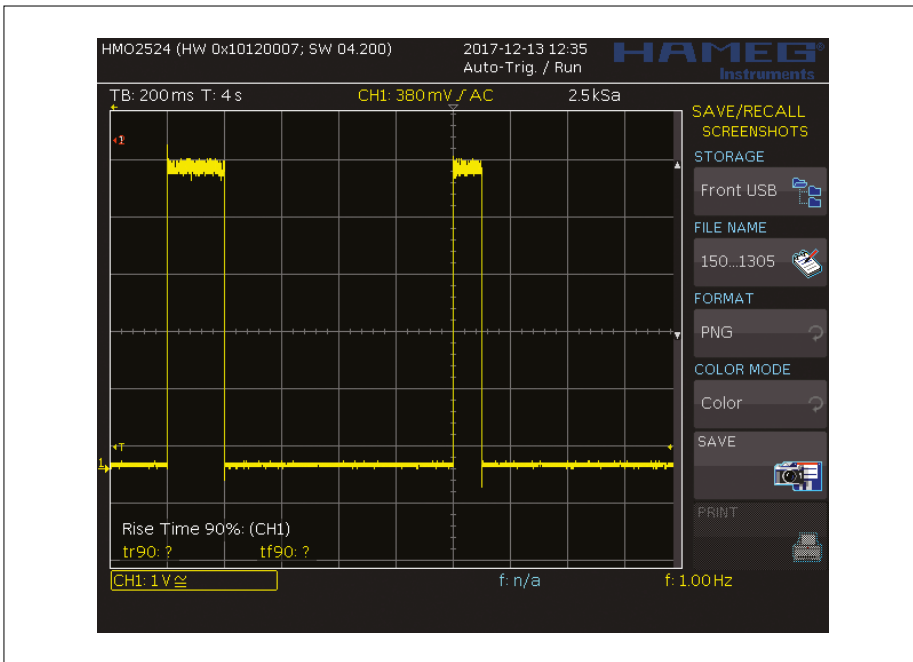 HMO2524 (HW 0x10120007; SW 04.200)
2017-12-13 12:35
Auto-Trig. / Run
HAMEG®
Instruments
TB: 200 ms T: 4 s
CH1: 380 mV / AC
2.5 kSa
SAVE/RECALL
SCREENSHOTS
STORAGE
Front USB
FILE NAME
150...1305
FORMAT
PNG
COLOR MODE
Color
SAVE
PRINT
T
1
Rise Time 90%: (CH1)
tr90: ?
tf90: ?
CH1: 1 V ≅
f: n/a
f: 1.00 Hz